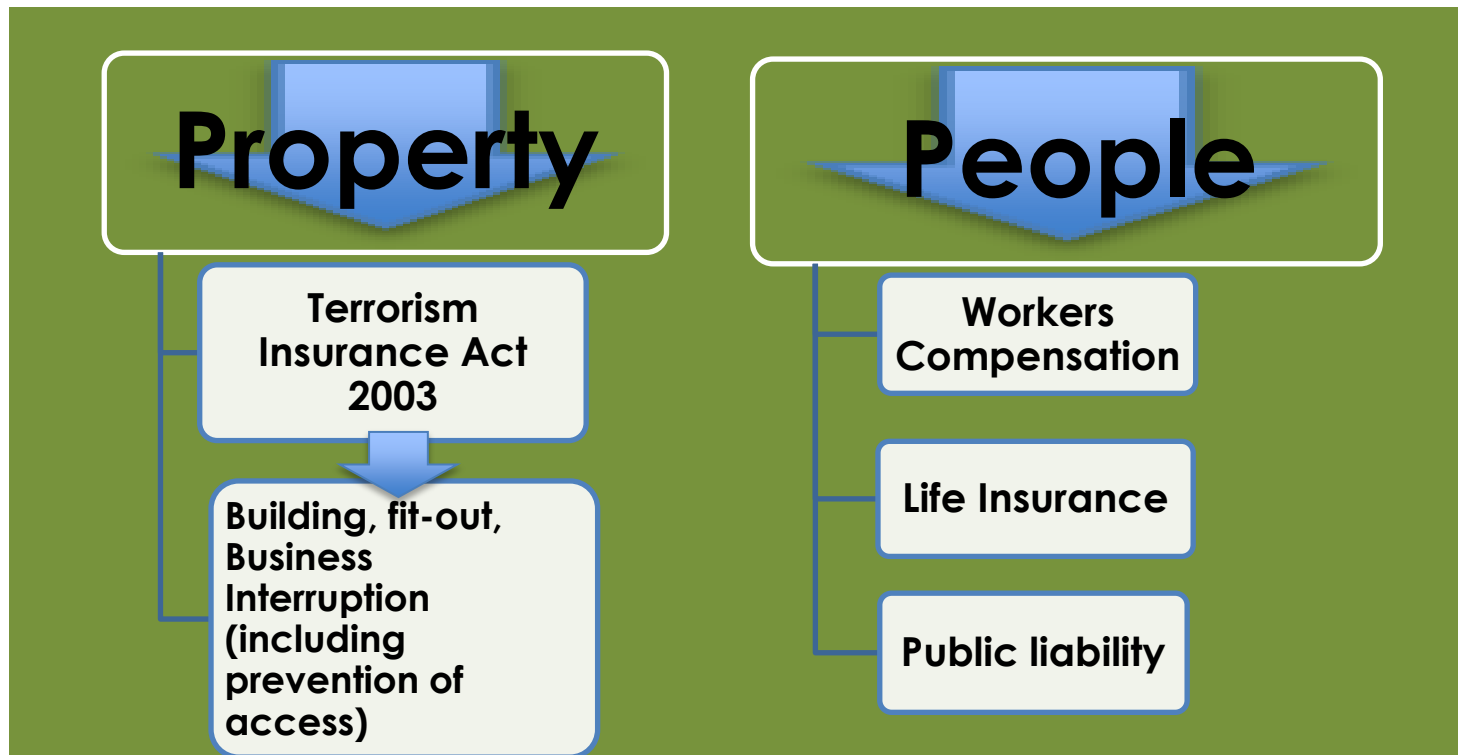 Property
Terrorism
Insurance Act
2003
Building, fit-out,
Business
Interruption
(including
prevention of
access)
People
Workers
Compensation
Life Insurance
Public liability